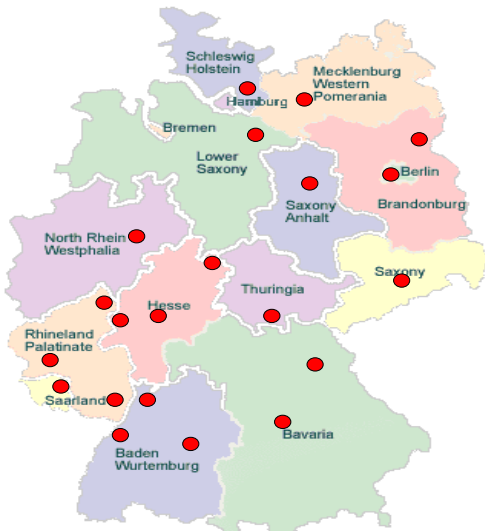 Schleswig
Holstein
Mecklenburg
Western
Pomerania
Hamburg
Bremen
Lower
Saxony
Berlin
Saxony
Anhalt
Brandonburg
North Rhein
Westphalia
Saxony
Thuringia
Hesse
Rhineland
Palatinate
Saarland
Bavaria
Baden
Wurtemburg